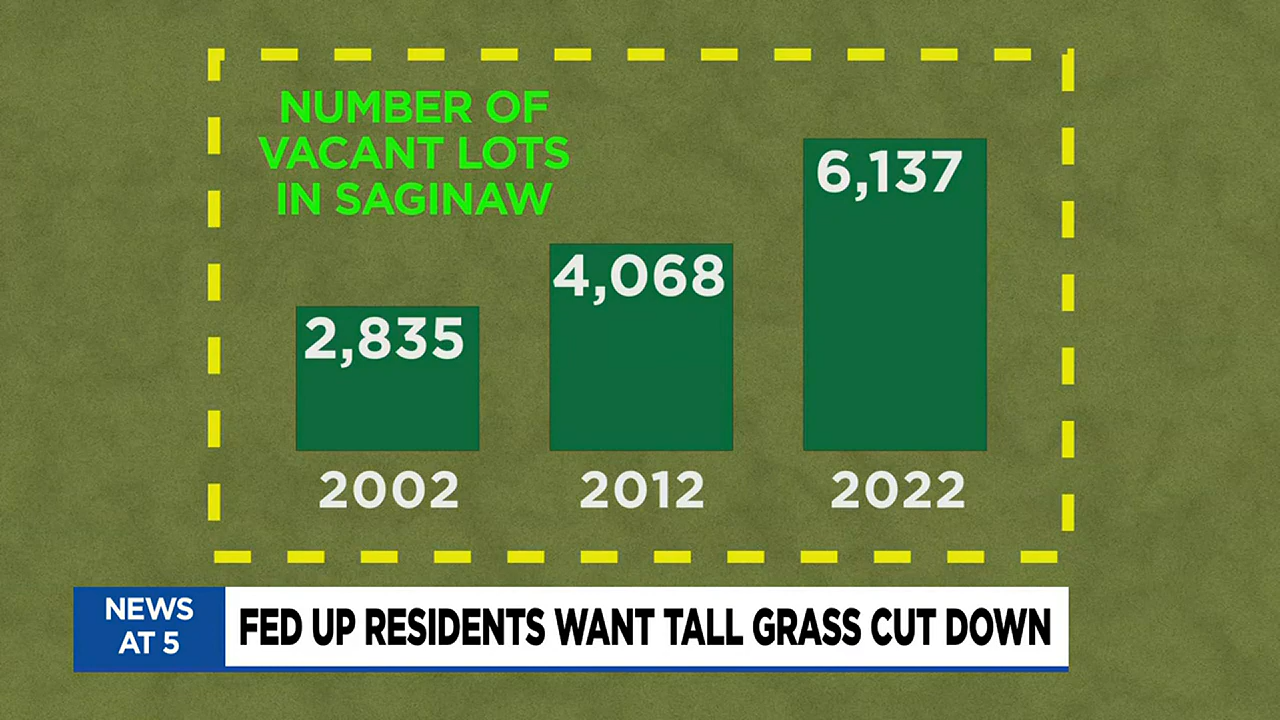 NUMBER OF
VACANT LOTS
IN SAGINAW
2,835
4,068
6,137
2002
2012
2022
NEWS
AT 5
FED UP RESIDENTS WANT TALL GRASS CUT DOWN